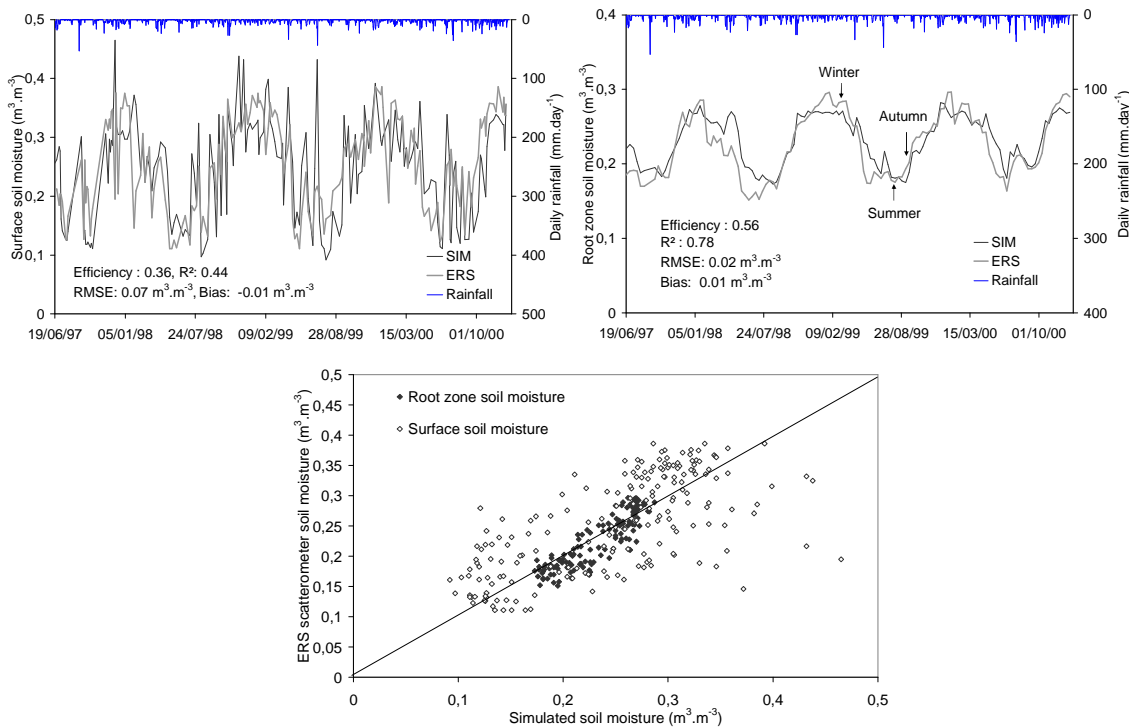 0,5
0,4
0,3
0,2
0,1
0
Surface soil moisture (m³.m-³)
0
100
200
300
400
500
Daily rainfall (mm.day-¹)
Efficiency : 0.36, R²: 0.44
RMSE: 0.07 m³.m-³, Bias: -0.01 m³.m-³
SIM
ERS
Rainfall
19/06/97 05/01/98 24/07/98 09/02/99 28/08/99 15/03/00 01/10/00
0,4
0,3
0,2
0,1
0
Root zone soil moisture (m³.m-³)
0
100
200
300
400
Daily rainfall (mm.day-¹)
Winter
Autumn
Summer
Efficiency : 0.56
R² : 0.78
RMSE: 0.02 m³.m-³
Bias: 0.01 m³.m-³
SIM
ERS
Rainfall
19/06/97 05/01/98 24/07/98 09/02/99 28/08/99 15/03/00 01/10/00
0,5
0,45
0,4
0,35
0,3
0,25
0,2
0,15
0,1
0,05
0
ERS scatterometer soil moisture (m³.m-³)
Root zone soil moisture
Surface soil moisture
0 0,1 0,2 0,3 0,4 0,5
Simulated soil moisture (m³.m-³)